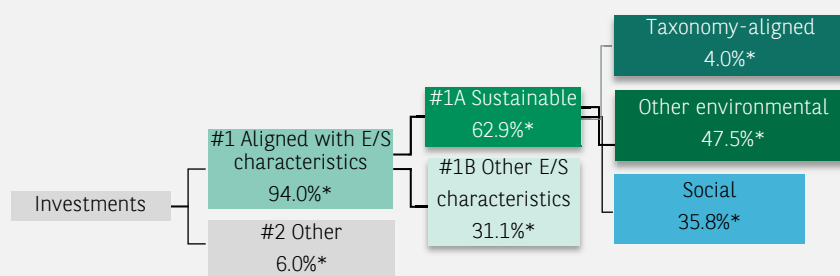 Investments
#1 Aligned with E/S
characteristics
94.0%*
#2 Other
6.0%*
#1A Sustainable
62.9%*
#1B Other E/S
characteristics
31.1%*
Taxonomy-aligned
4.0%*
Other environmental
47.5%*
Social
35.8%*